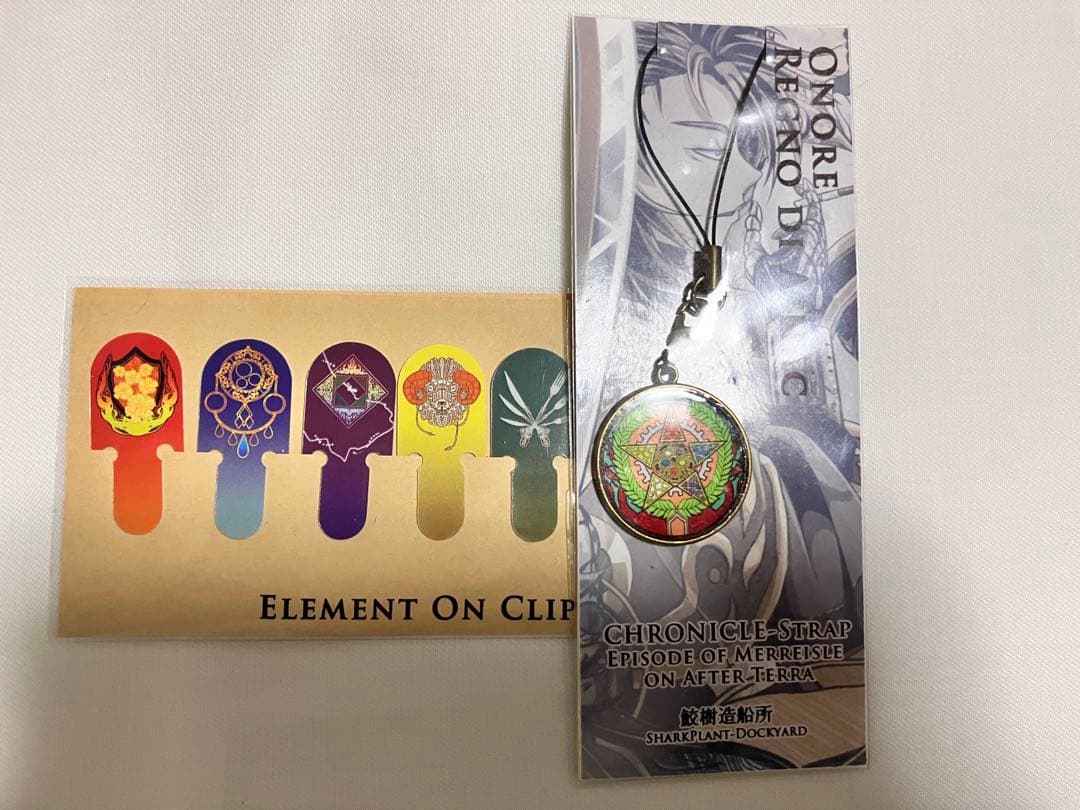 ELEMENT ON CLIP
ONORE
REGNO DI
CHRONICLE-STRAP
EPISODE OF MERREISLE
ON AFTER TERRA
鮫樹造船所
SHARKPLANT-DOCKYARD